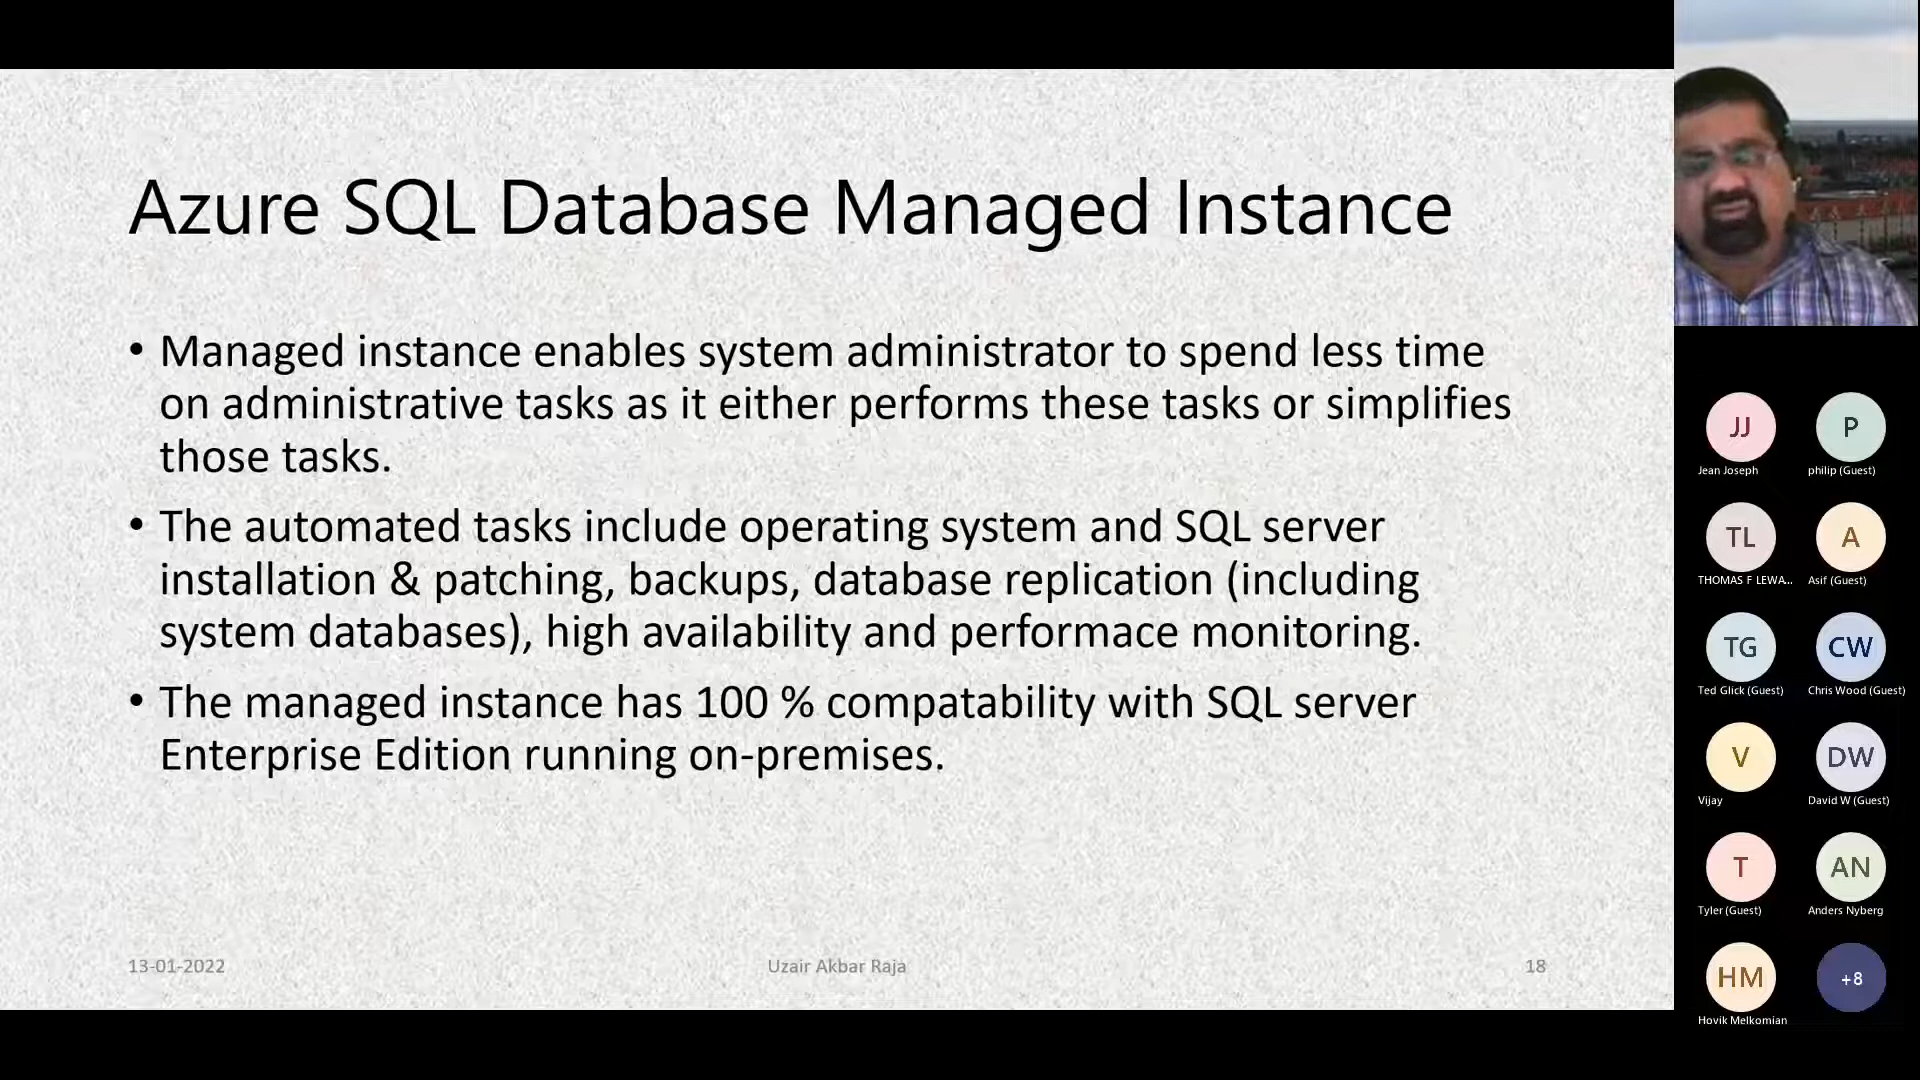 Azure SQL Database Managed Instance
• Managed instance enables system administrator to spend less time
on administrative tasks as it either performs these tasks or simplifies
those tasks.
• The automated tasks include operating system and SQL server
installation & patching, backups, database replication (including
system databases), high availability and performace monitoring.
• The managed instance has 100 % compatability with SQL server
Enterprise Edition running on-premises.
13-01-2022
Uzair Akbar Raja
18
JJ
P
Jean Joseph
philip (Guest)
TL
A
THOMAS F LEWA...
Asif (Guest)
TG
CW
Ted Glick (Guest)
Chris Wood (Guest)
V
DW
Vijay
David W (Guest)
T
AN
Tyler (Guest)
Anders Nyberg
HM
+8
Hovik Melkomian